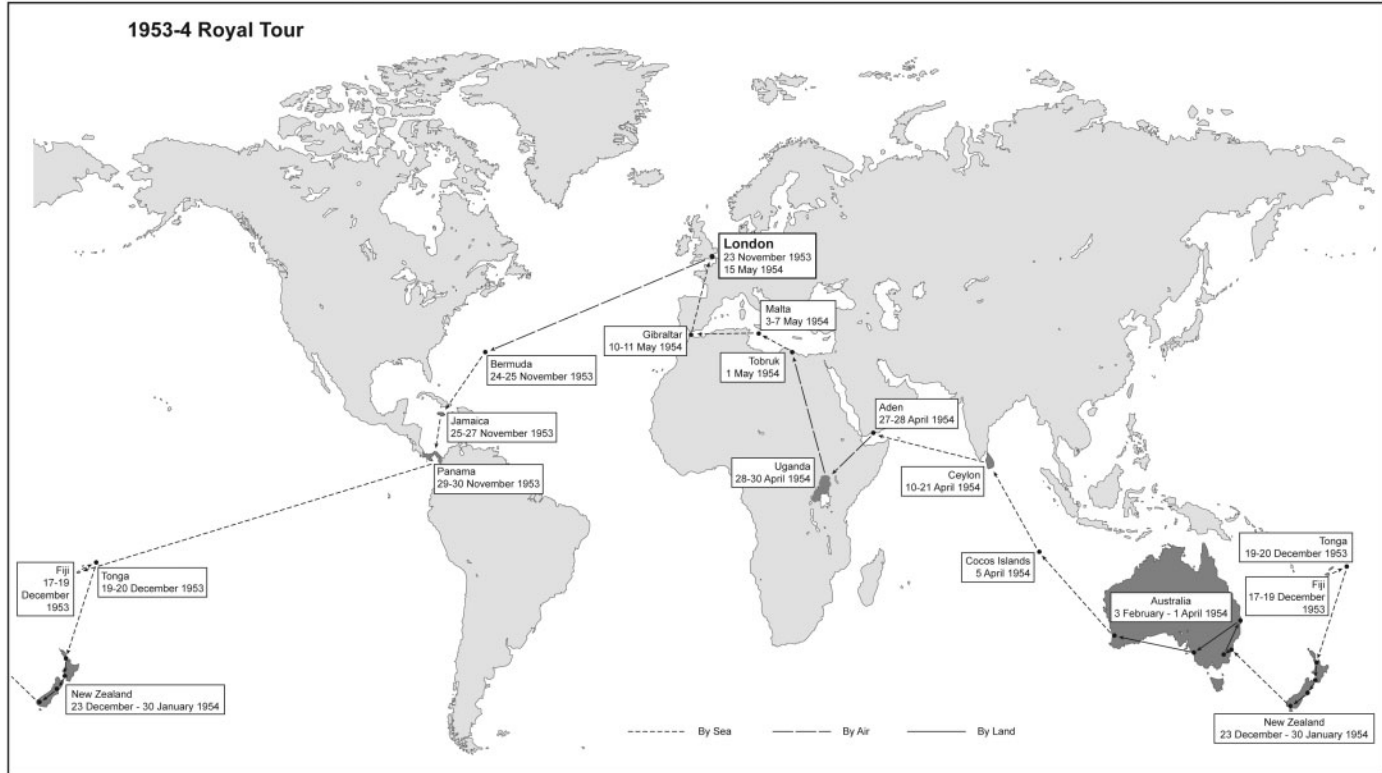 1953-4 Royal Tour
London
23 November 1953
15 May 1954
Malta
3-7 May 1954
Gibraltar
10-11 May 1954
Tobruk
1 May 1954
Bermuda
24-25 November 1953
Aden
27-28 April 1954
Jamaica
25-27 November 1953
Uganda
28-30 April 1954
Ceylon
10-21 April 1954
Panama
29-30 November 1953
Cocos Islands
5 April 1954
Tonga
19-20 December 1953
Fiji
17-19
December
1953
Tonga
19-20 December 1953
Fiji
17-19 December
1953
Australia
3 February - 1 April 1954
New Zealand
23 December - 30 January 1954
New Zealand
23 December - 30 January 1954
By Sea
By Air
By Land